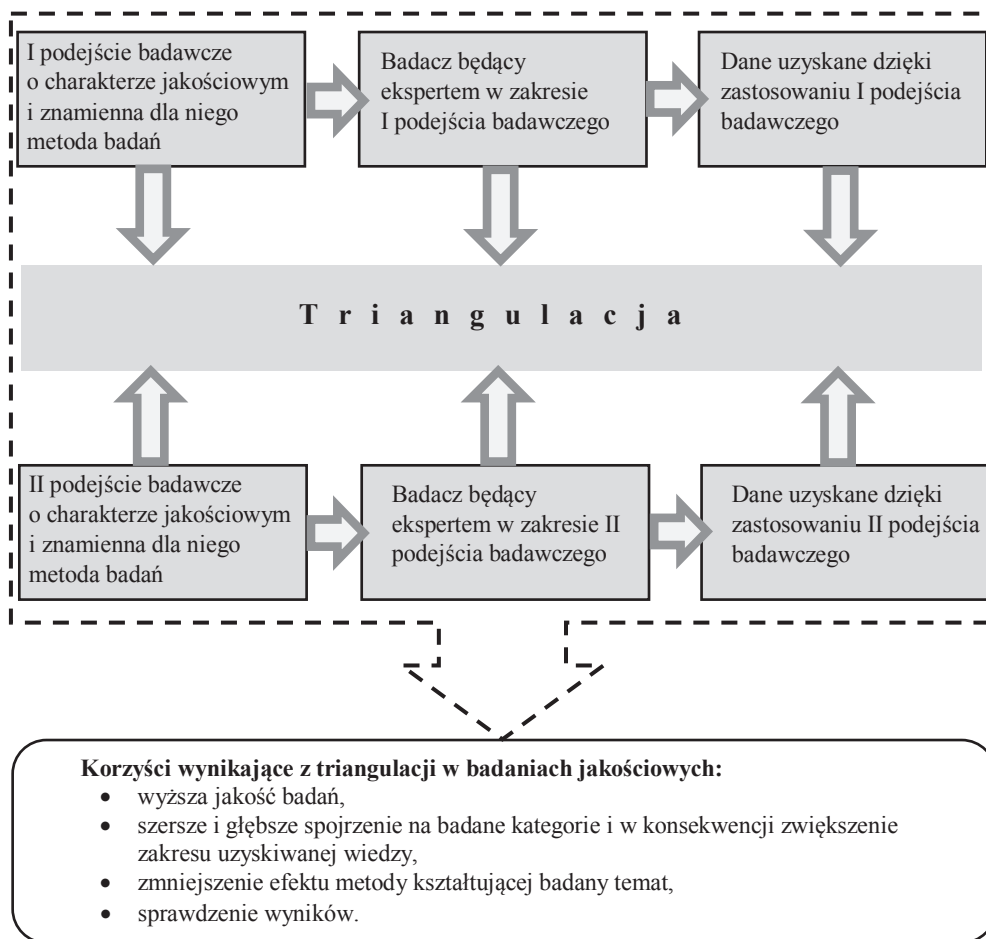 I podejście badawcze
o charakterze jakościowym
i znamienna dla niego
metoda badań
Badacz będący
ekspertem w zakresie
I podejścia badawczego
Dane uzyskane dzięki
zastosowaniu I podejścia
badawczego
Triangulacja
II podejście badawcze
o charakterze jakościowym
i znamienna dla niego
metoda badań
Badacz będący
ekspertem w zakresie II
podejścia badawczego
Dane uzyskane dzięki
zastosowaniu II podejścia
badawczego
Korzyści wynikające z triangulacji w badaniach jakościowych:
• wyższa jakość badań,
• szersze i głębsze spojrzenie na badane kategorie i w konsekwencji zwiększenie
zakresu uzyskiwanej wiedzy,
• zmniejszenie efektu metody kształtującej badany temat,
• sprawdzenie wyników.